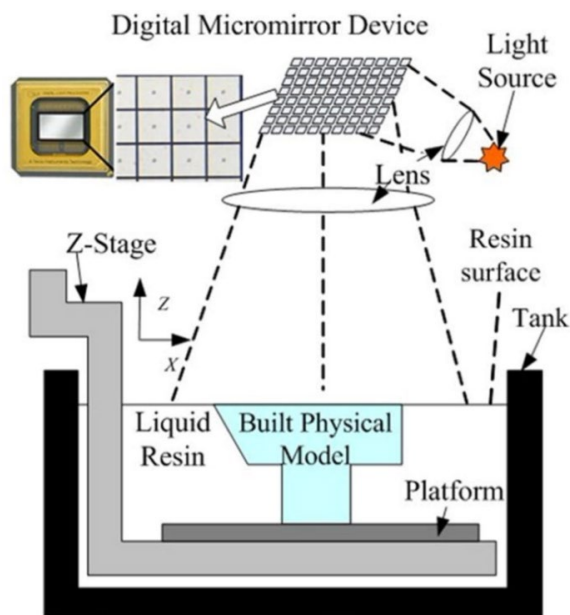 Digital Micromirror Device
Light
Source
Lens
Z-Stage
Z
X
Resin
surface
Tank
Liquid
Resin
Built Physical
Model
Platform